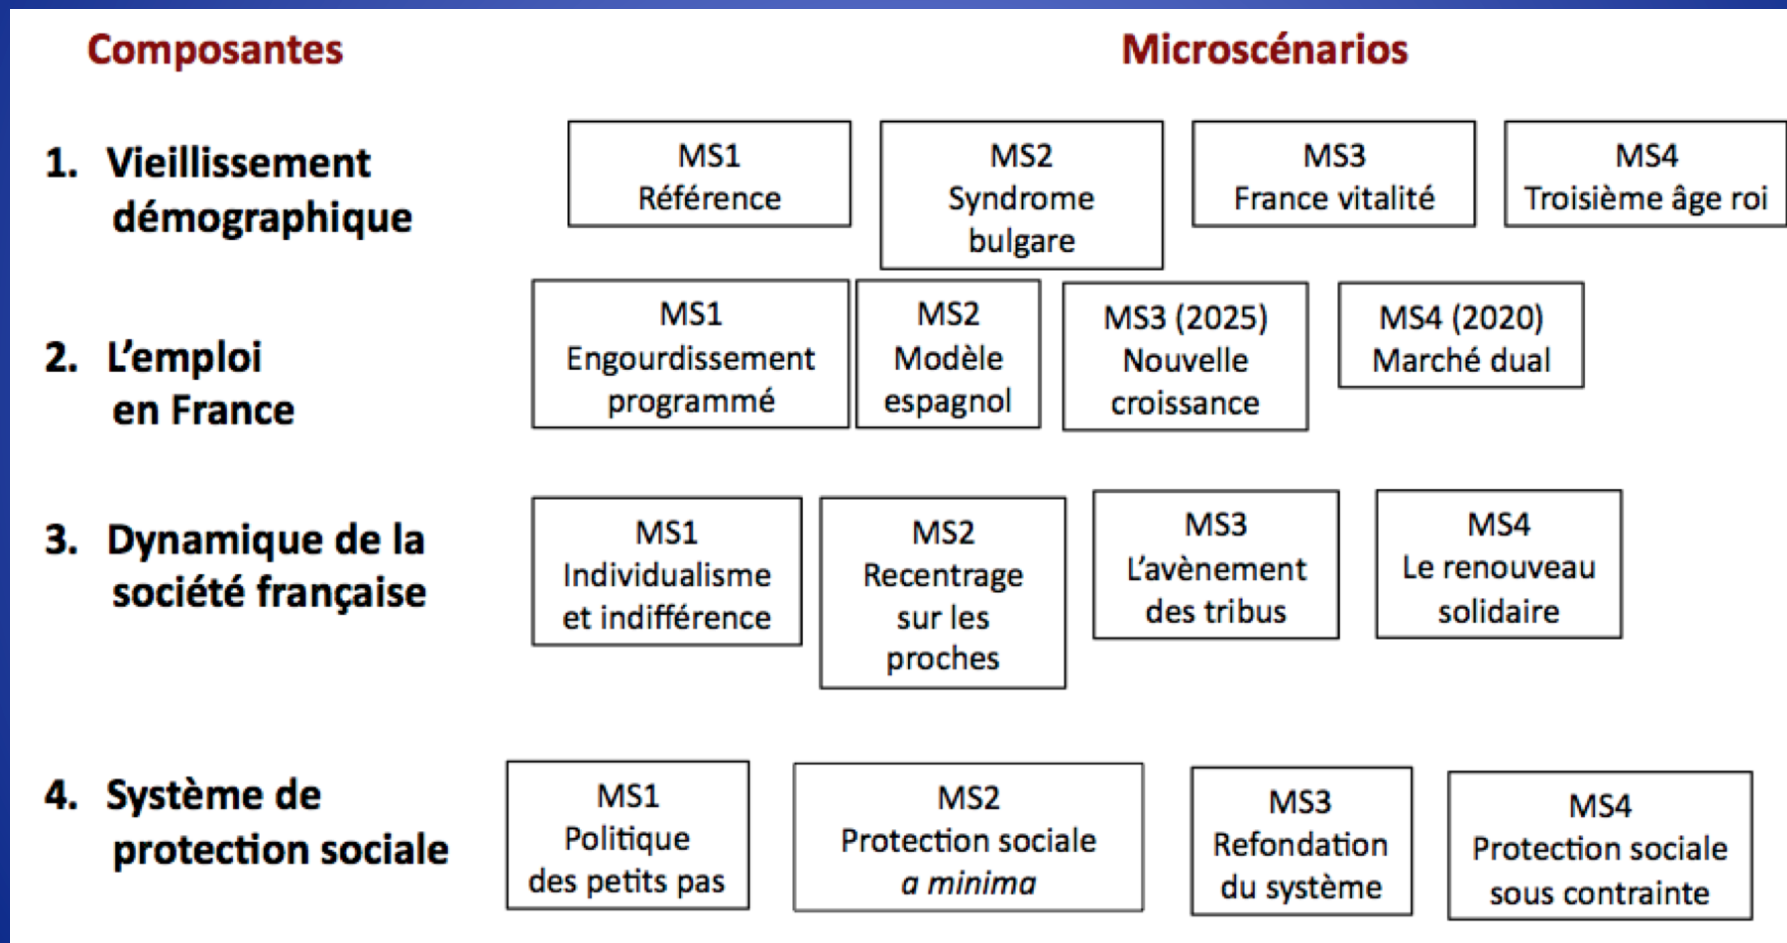 Composantes
Microscénarios
1. Vieillissement
démographique
MS1
Référence
MS2
Syndrome
bulgare
MS3
France vitalité
MS4
Troisième âge roi
2. L’emploi
en France
MS1
Engourdissement
programmé
MS2
Modèle
espagnol
MS3 (2025)
Nouvelle
croissance
MS4 (2020)
Marché dual
3. Dynamique de la
société française
MS1
Individualisme
et indifférence
MS2
Recentrage
sur les
proches
MS3
L’avènement
des tribus
MS4
Le renouveau
solidaire
4. Système de
protection sociale
MS1
Politique
des petits pas
MS2
Protection sociale
a minima
MS3
Refondation
du système
MS4
Protection sociale
sous contrainte